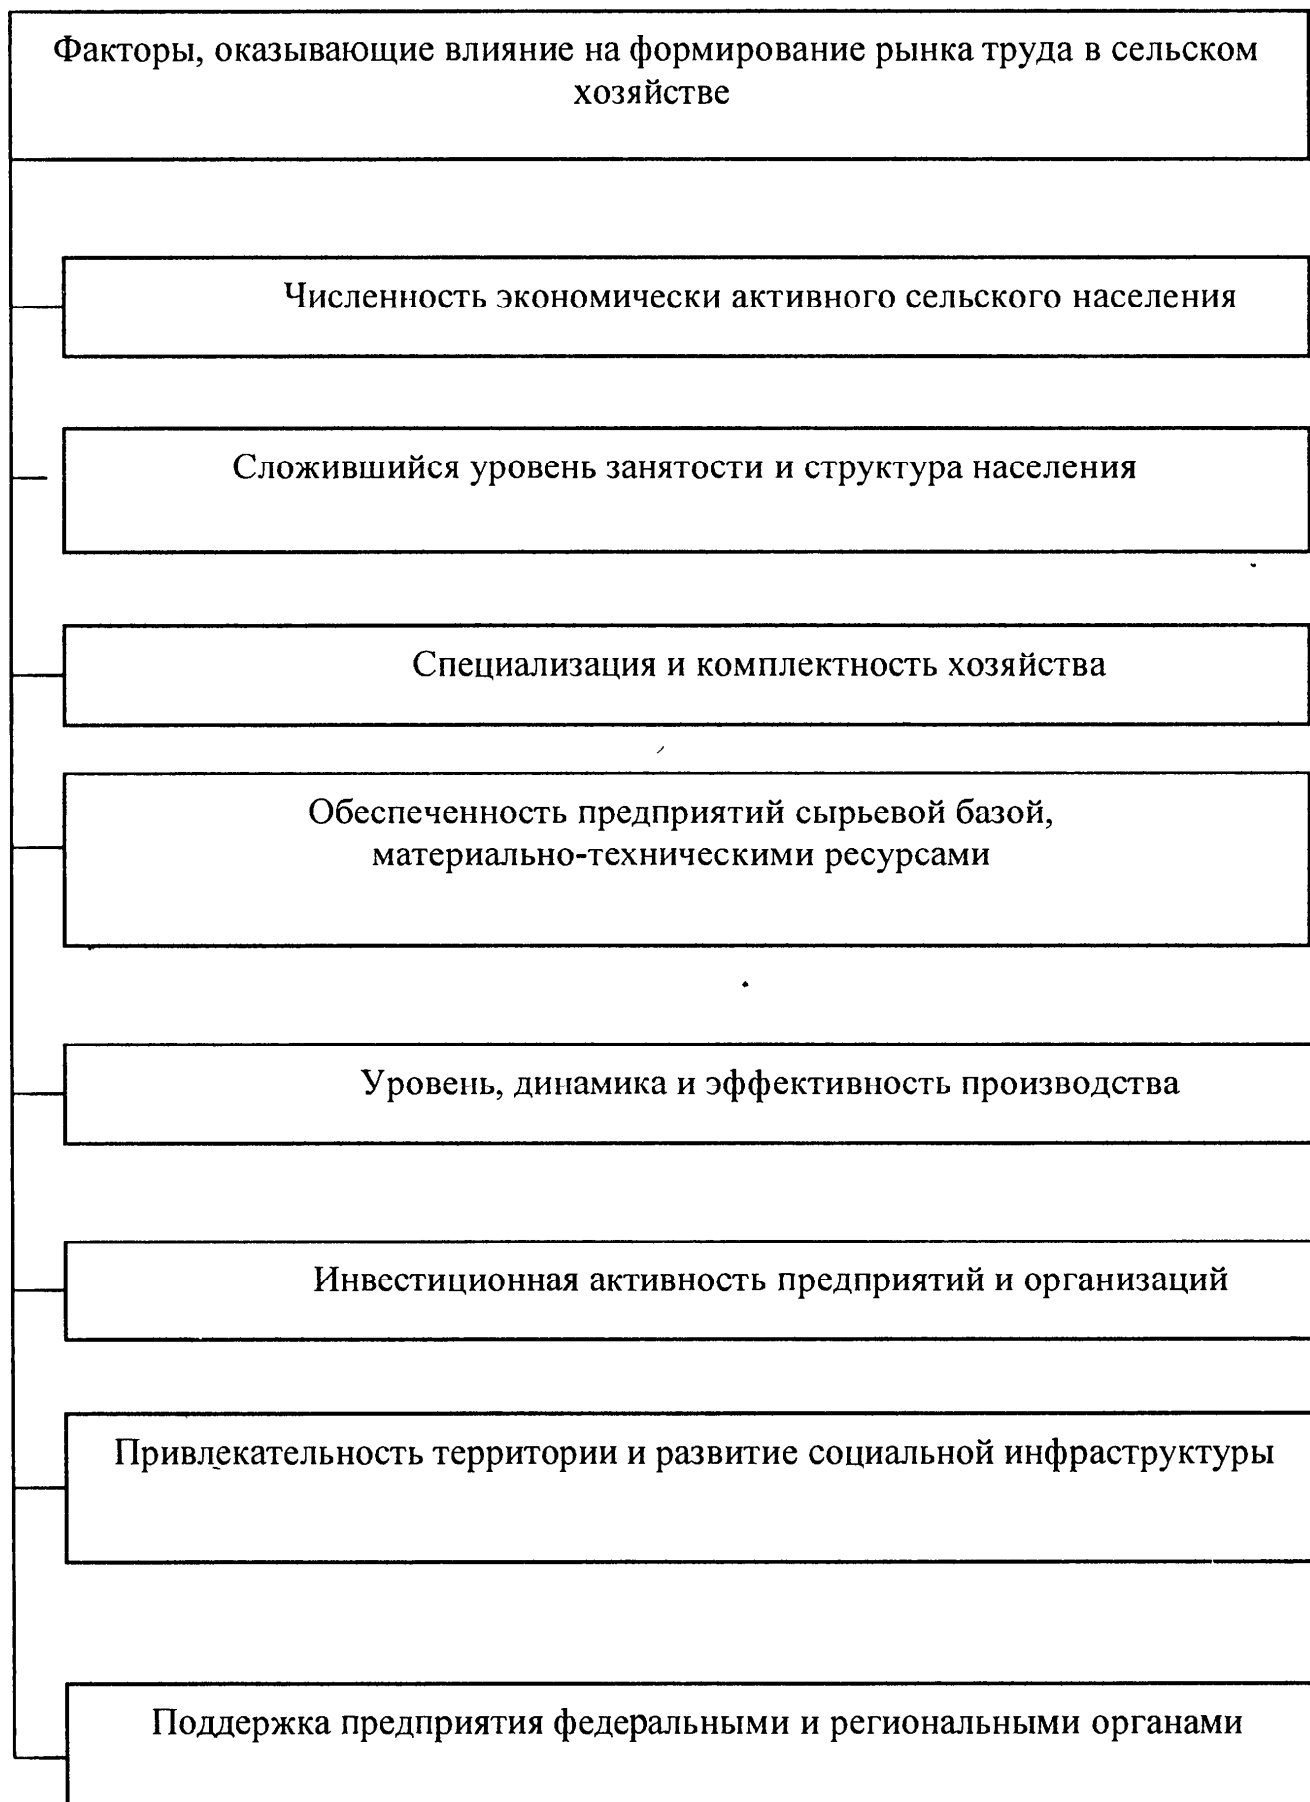 Факторы, оказывающие влияние на формирование рынка труда в сельском
хозяйстве
Численность экономически активного сельского населения
Сложившийся уровень занятости и структура населения
Специализация и комплектность хозяйства
Обеспеченность предприятий сырьевой базой,
материально-техническими ресурсами
Уровень, динамика и эффективность производства
Инвестиционная активность предприятий и организаций
Привлекательность территории и развитие социальной инфраструктуры
Поддержка предприятия федеральными и региональными органами